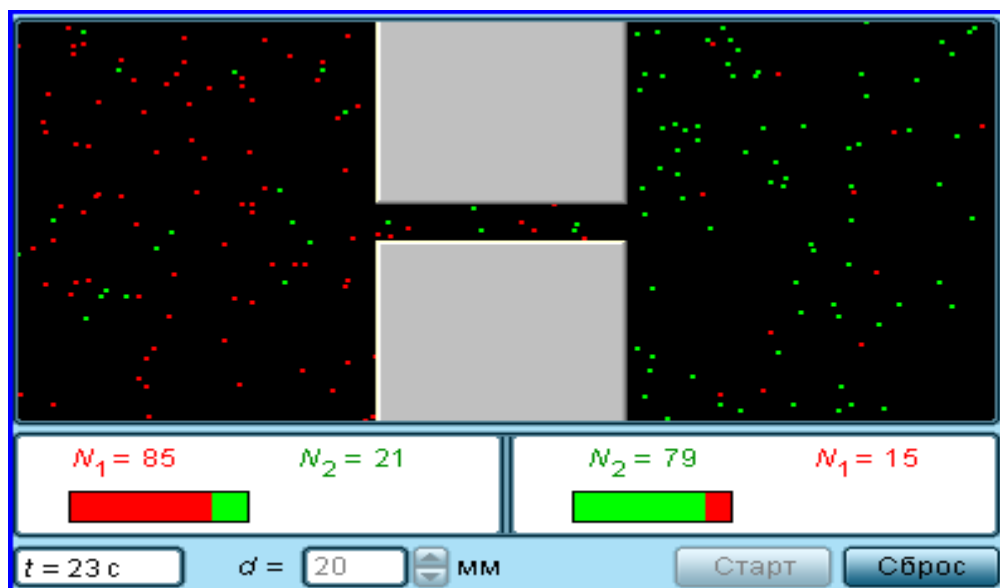 N1 = 85 N2 = 21 N2 = 79 N1 = 15
t = 23 с d = 20 мм Старт Сброс